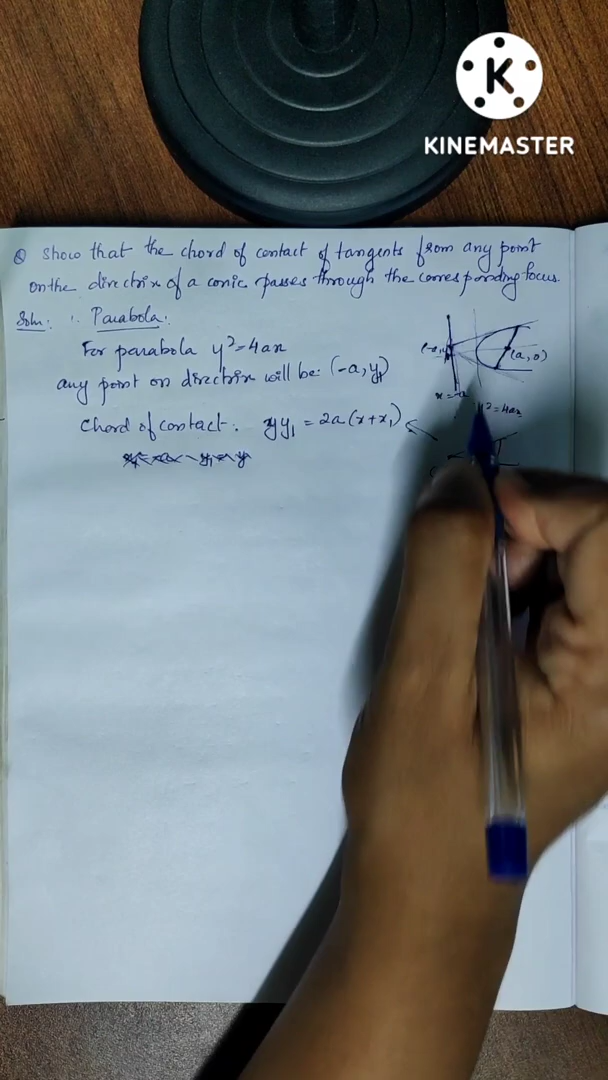 K
KINEMASTER
Q Show that the chord of contact of tangents from any point
on the directrix of a conic passes through the corresponding focus.
Soln: ∴ Parabola:
For parabola y²=4ax
any point on directrix will be: (-a, y₁)
Chord of contact: yy₁ = 2a(x+x₁)
(a, 0)
x=-a
y²=4ax